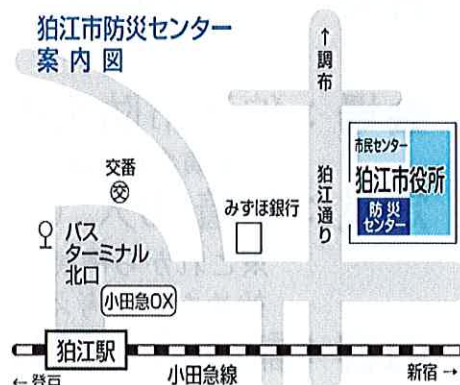 狛江市防災センター
案内図
↑
調布
狛江通り
市民センター
狛江市役所
防災
センター
交番
みずほ銀行
バス
ターミナル
北口
小田急OX
狛江駅
←登戸
小田急線
新宿→